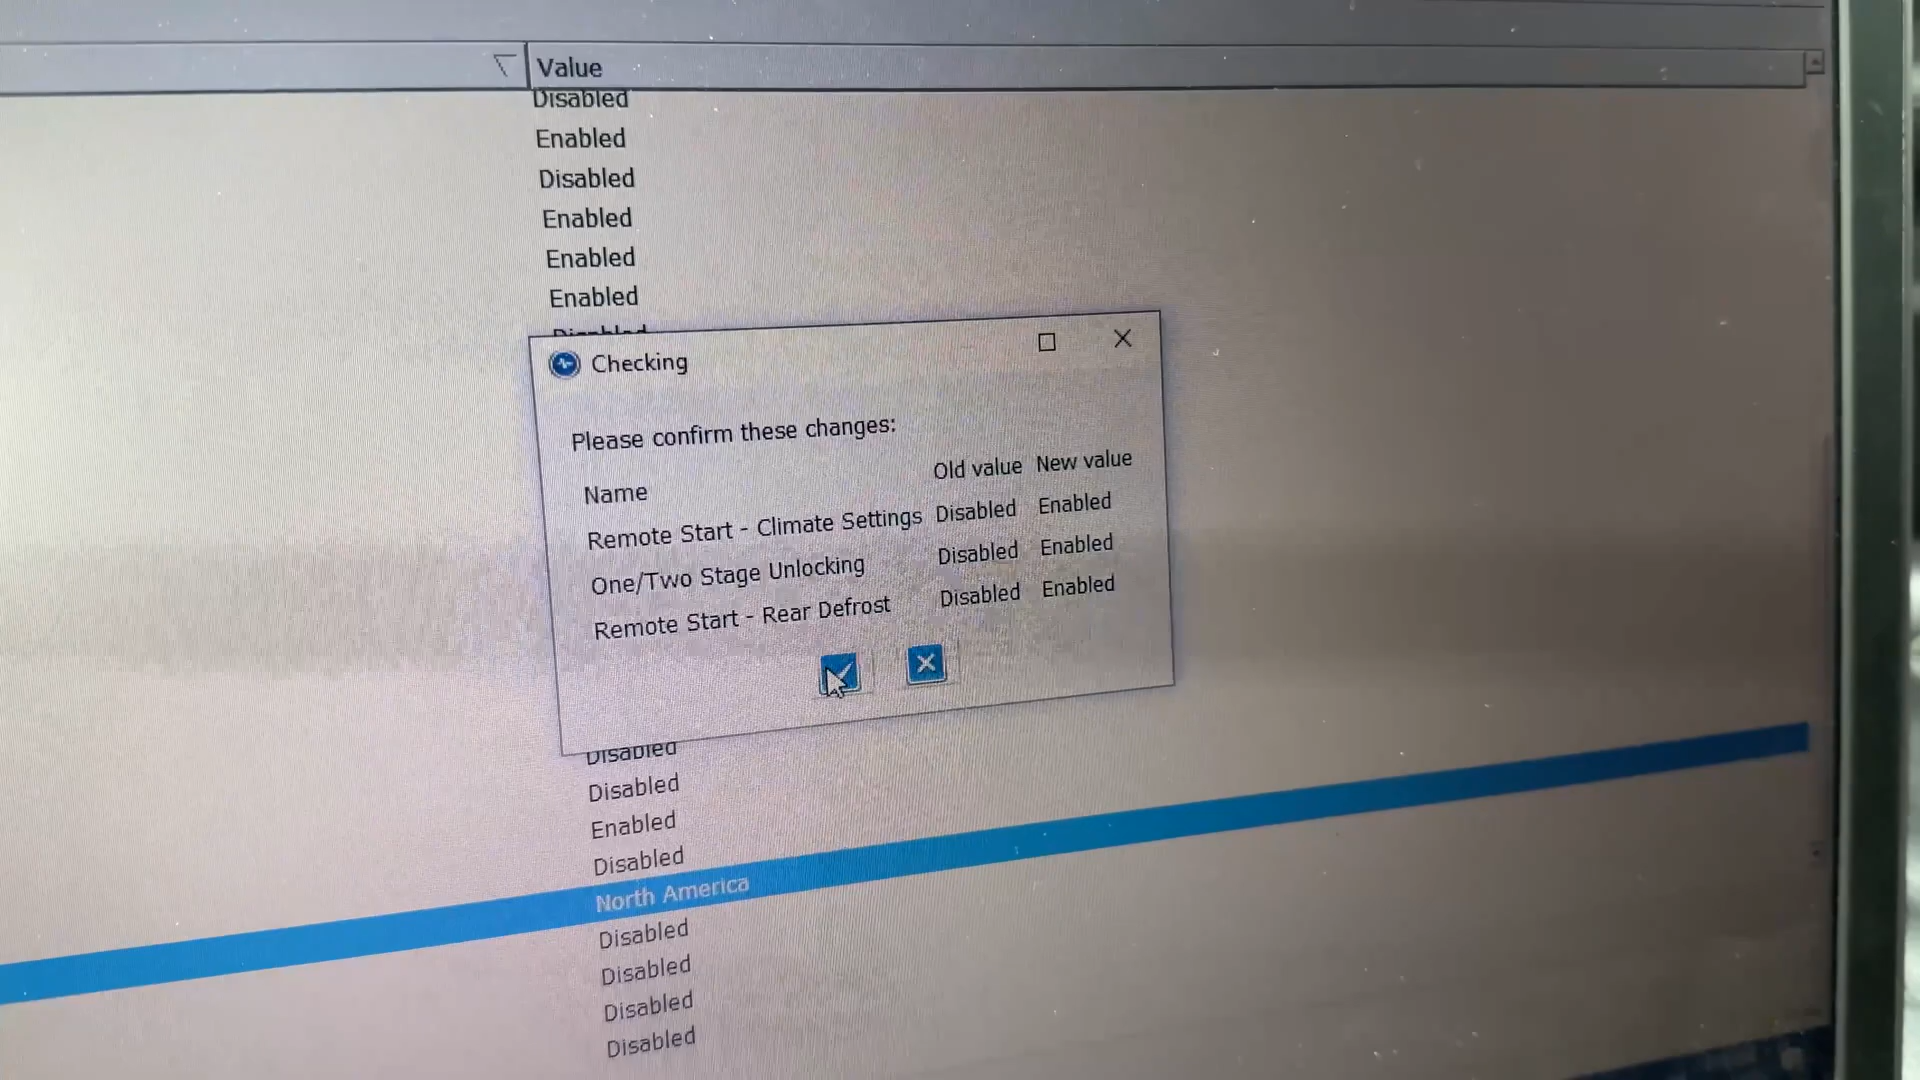 Value
Disabled
Enabled
Disabled
Enabled
Enabled
Enabled
Disabled
Checking
Please confirm these changes:
Name Old value New value
Remote Start - Climate Settings Disabled Enabled
One/Two Stage Unlocking Disabled Enabled
Remote Start - Rear Defrost Disabled Enabled
Disabled
Disabled
Enabled
Disabled
North America
Disabled
Disabled
Disabled
Disabled